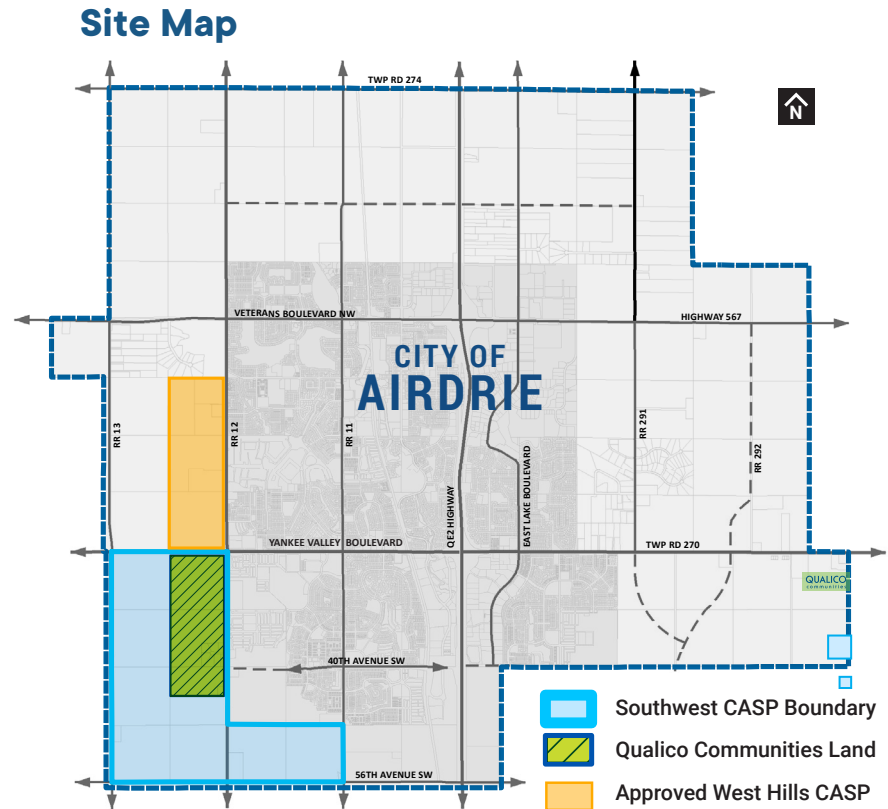 Site Map
TWP RD 274
N
VETERANS BOULEVARD NW
HIGHWAY 567
CITY OF
AIRDRIE
RR 13
RR 12
RR 11
QE2 HIGHWAY
EAST LAKE BOULEVARD
RR 291
RR 292
YANKEE VALLEY BOULEVARD
TWP RD 270
QUALICO
communities
40TH AVENUE SW
56TH AVENUE SW
Southwest CASP Boundary
Qualico Communities Land
Approved West Hills CASP